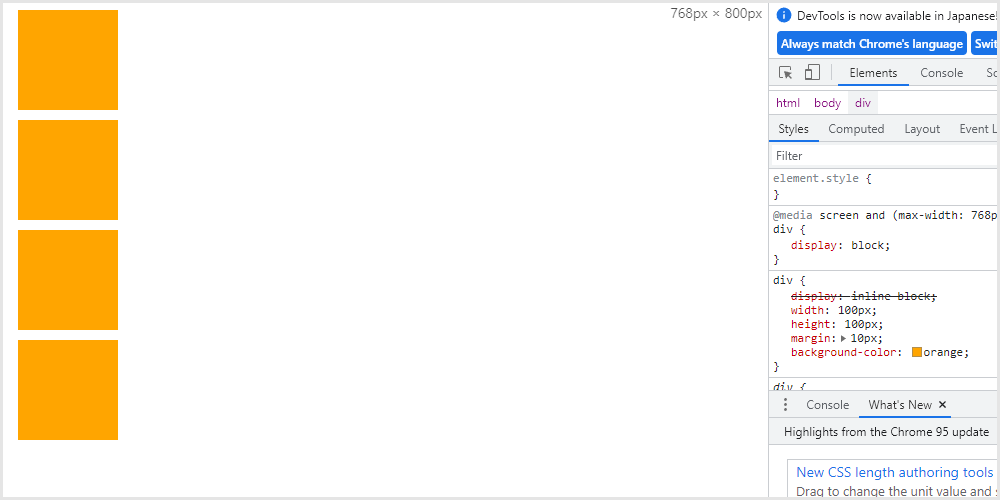 768px × 800px
DevTools is now available in Japanese!
Always match Chrome's language
Swit
Elements
Console
So
html
body
div
Styles
Computed
Layout
Event L
Filter
element.style {
}
@media screen and (max-width: 768p
div {
display: block;
}
div {
display: inline-block;
width: 100px;
height: 100px;
margin: 10px;
background-color: orange;
}
div {
Console
What's New ×
Highlights from the Chrome 95 update
New CSS length authoring tools
Drag to change the unit value and s